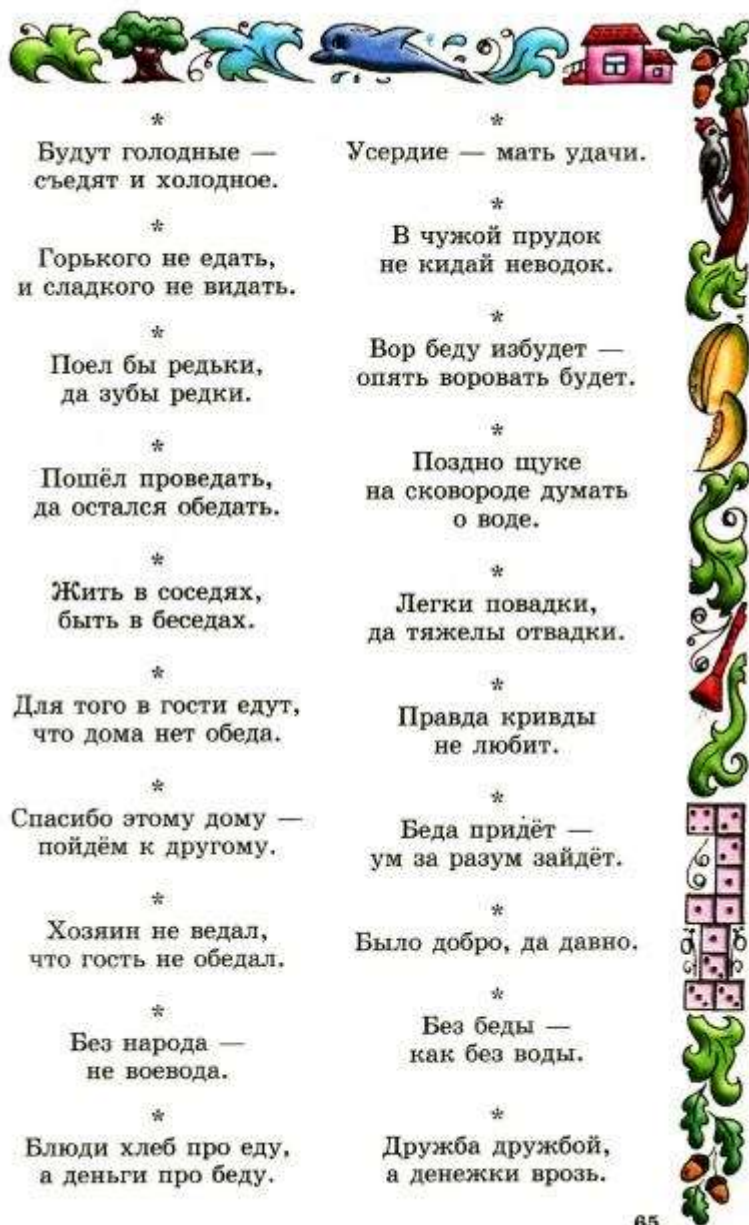 *
Будут голодные —
съедят и холодное.
*
Горького не едать,
и сладкого не видать.
*
Поел бы редьки,
да зубы редки.
*
Пошёл проведать,
да остался обедать.
*
Жить в соседях,
быть в беседах.
*
Для того в гости едут,
что дома нет обеда.
*
Спасибо этому дому —
пойдём к другому.
*
Хозяин не ведал,
что гость не обедал.
*
Без народа —
не воевода.
*
Блюди хлеб про еду,
а деньги про беду.
*
Усердие — мать удачи.
*
В чужой прудок
не кидай неводок.
*
Вор беду избудет —
опять воровать будет.
*
Поздно щуке
на сковороде думать
о воде.
*
Легки повадки,
да тяжелы отвадки.
*
Правда кривды
не любит.
*
Беда придёт —
ум за разум зайдёт.
*
Было добро, да давно.
*
Без беды —
как без воды.
*
Дружба дружбой,
а денежки врозь.
65